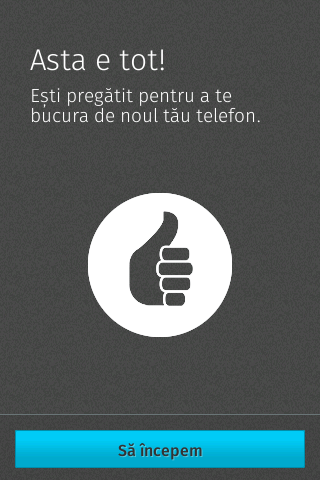 Asta e tot!
Ești pregătit pentru a te
bucura de noul tău telefon.
Să începem